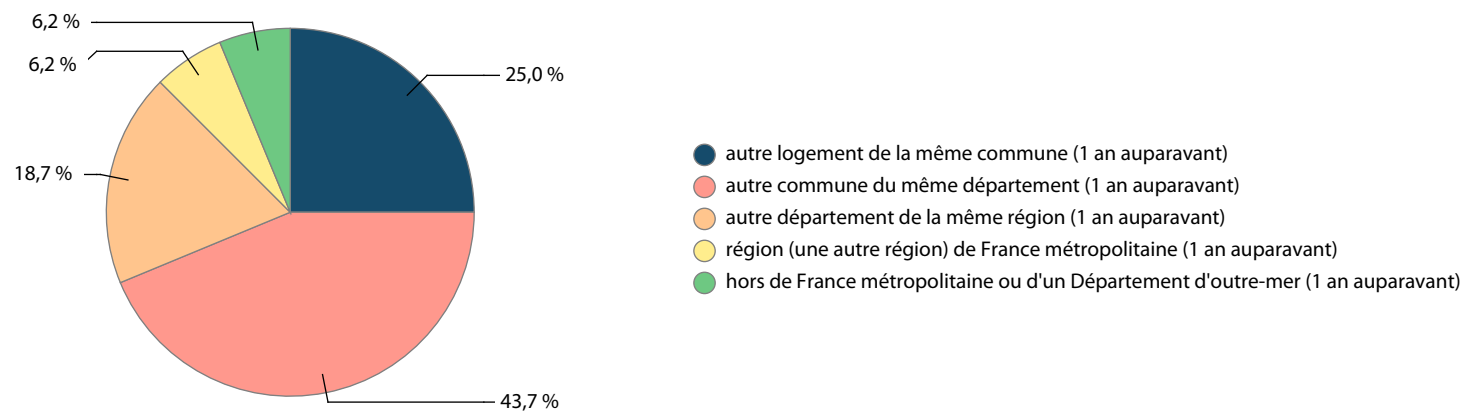 6,2 %
6,2 %
25,0 %
18,7 %
43,7 %
autre logement de la même commune (1 an auparavant)
autre commune du même département (1 an auparavant)
autre département de la même région (1 an auparavant)
région (une autre région) de France métropolitaine (1 an auparavant)
hors de France métropolitaine ou d'un Département d'outre-mer (1 an auparavant)